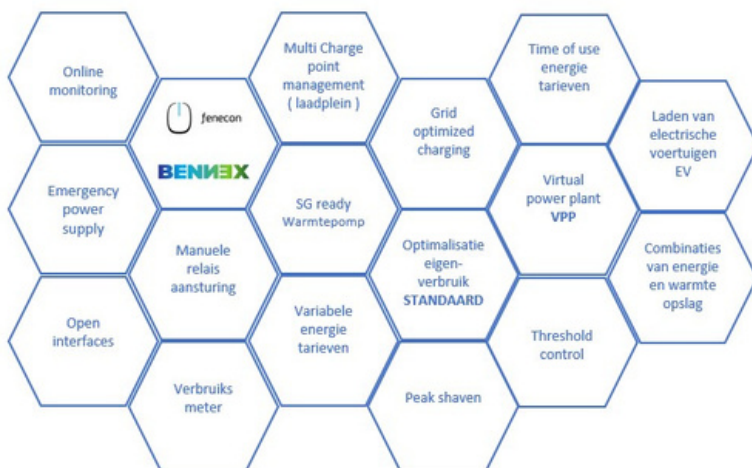 Online
monitoring
Emergency
power
supply
Open
interfaces
fenecon
BENNEX
Manuele
relais
aansturing
Verbruiks
meter
Multi Charge
point
management
( laadplein )
SG ready
Warmtepomp
Variabele
energie
tarieven
Grid
optimized
charging
Optimalisatie
eigen-
verbruik
STANDAARD
Peak shaven
Time of use
energie
tarieven
Virtual
power plant
VPP
Threshold
control
Laden van
electrische
voertuigen
EV
Combinaties
van energie
en warmte
opslag